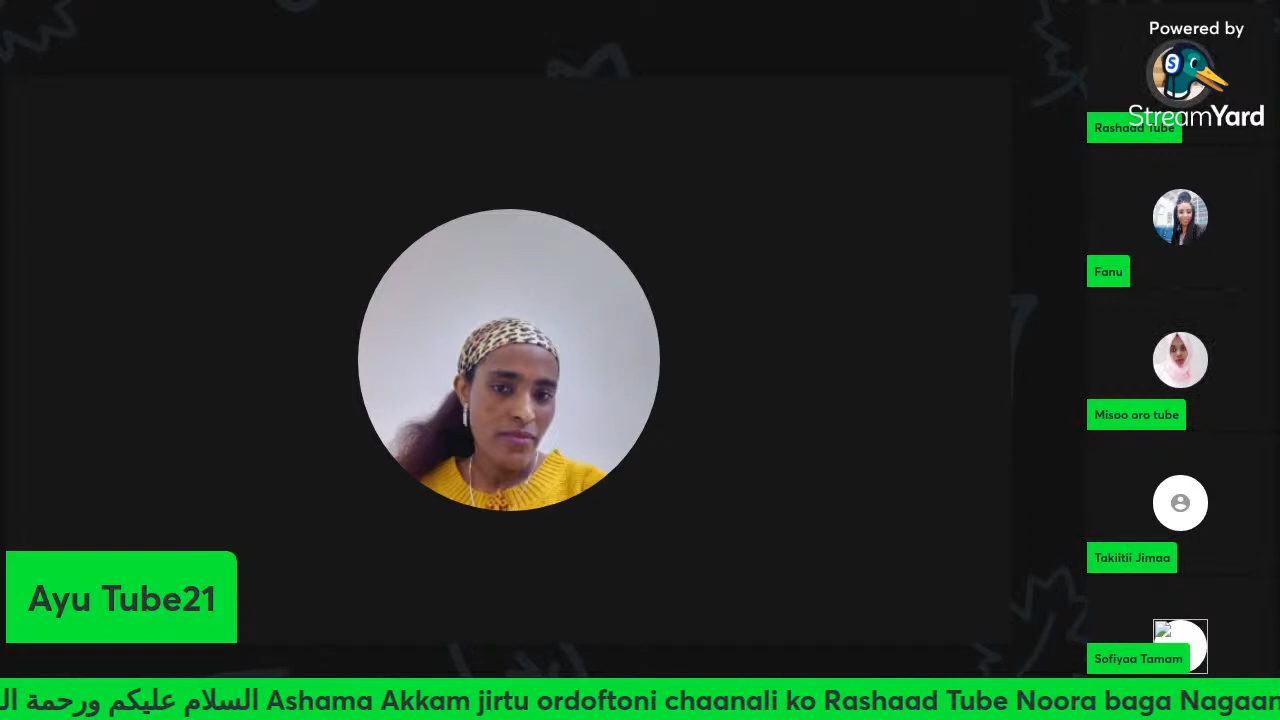 Powered by
StreamYard
Rashaad Tube
Fanu
Misoo oro tube
Takiitii Jimaa
Sofiyaa Tamam
Ayu Tube21
السلام عليكم ورحمة Ashama Akkam jirtu ordoftoni chaanali ko Rashaad Tube Noora baga Nagaan